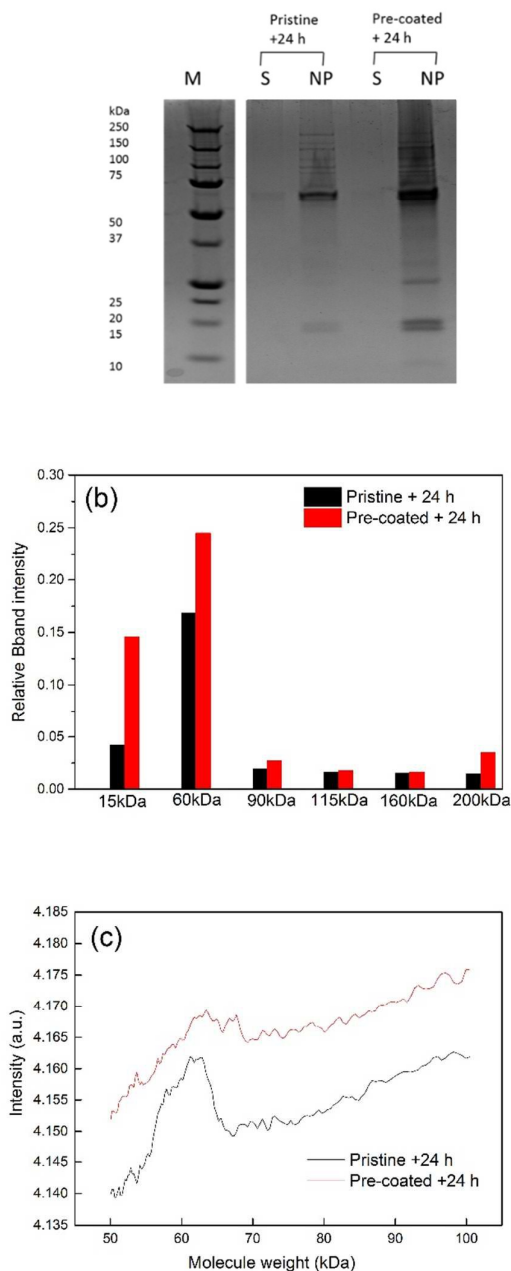 Pristine
+24 h
Pre-coated
+ 24 h
M
S
NP
S
NP
kDa
250
150
100
75
50
37
25
20
15
10
(b)
Pristine + 24 h
Pre-coated + 24 h
Relative Bband intensity
0.30
0.25
0.20
0.15
0.10
0.05
0.00
15kDa
60kDa
90kDa
115kDa
160kDa
200kDa
(c)
Intensity (a.u.)
4.185
4.180
4.175
4.170
4.165
4.160
4.155
4.150
4.145
4.140
4.135
Pristine +24 h
Pre-coated +24 h
50
60
70
80
90
100
Molecule weight (kDa)